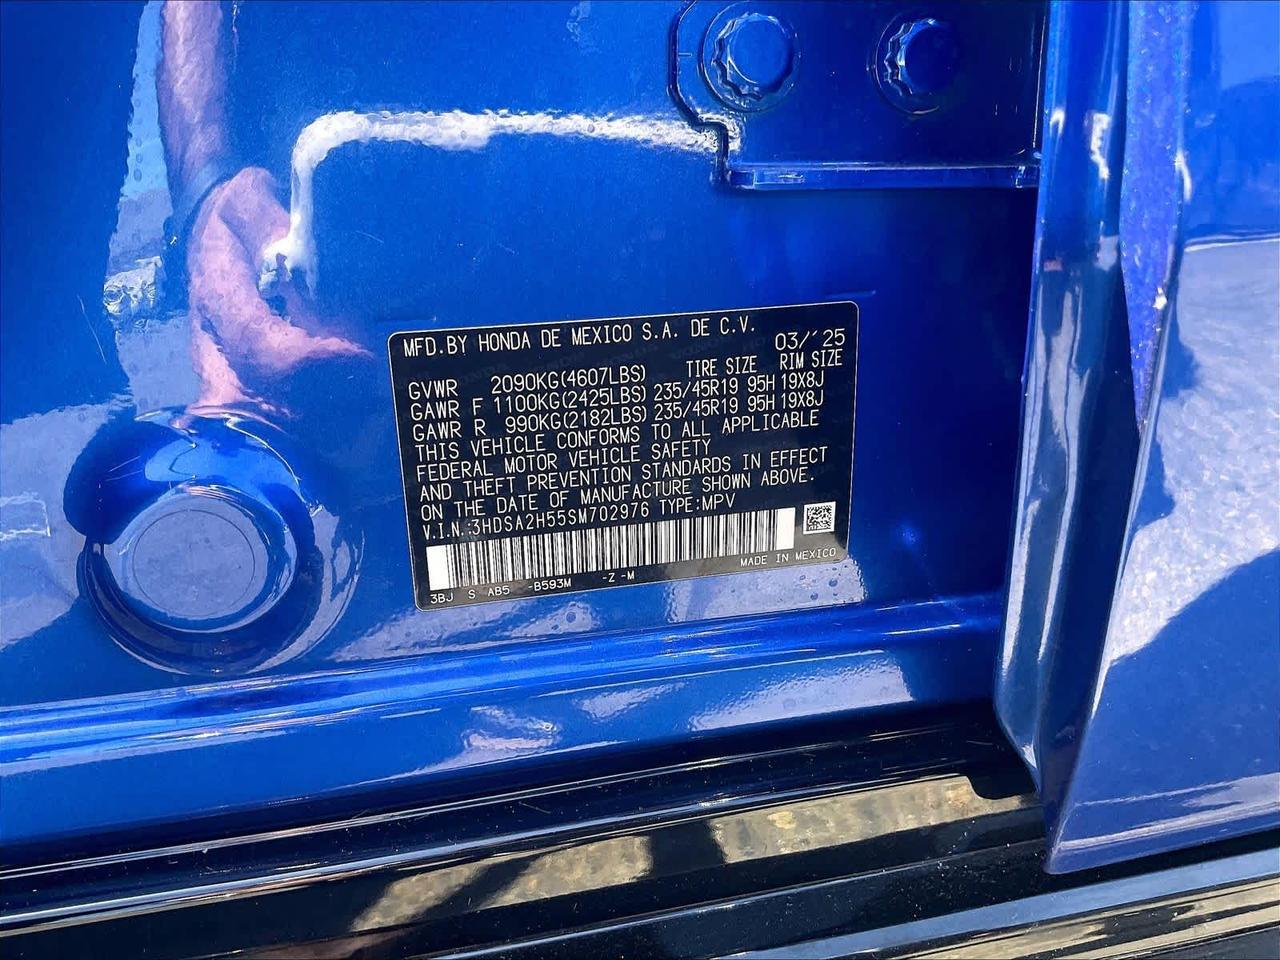 MFD.BY HONDA DE MEXICO S.A. DE C.V.
03/'25
TIRE SIZE RIM SIZE
GVWR 2090KG(4607LBS)
GAWR F 1100KG(2425LBS) 235/45R19 95H 19X8J
GAWR R 990KG(2182LBS) 235/45R19 95H 19X8J
THIS VEHICLE CONFORMS TO ALL APPLICABLE
FEDERAL MOTOR VEHICLE SAFETY
AND THEFT PREVENTION STANDARDS IN EFFECT
ON THE DATE OF MANUFACTURE SHOWN ABOVE.
V.I.N.:3HDSA2H55SM702976 TYPE:MPV
3BJ S AB5 -B593M -Z -M
MADE IN MEXICO